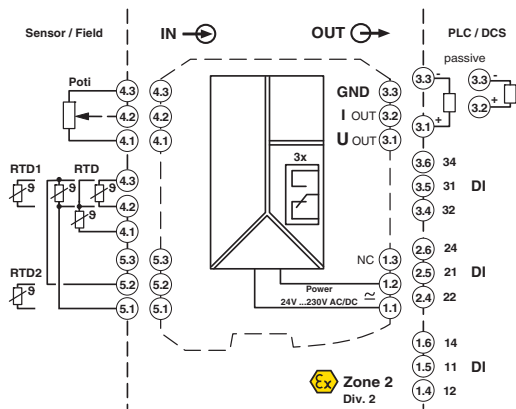 Sensor / Field
IN
OUT
PLC / DCS
passive
Poti
4.3
4.2
4.1
4.3
4.2
4.1
GND 3.3
I OUT 3.2
U OUT 3.1
3.3 -
3.1 +
3.3 -
3.2 +
3x
RTD1
RTD
ϑ
ϑ
ϑ
ϑ
4.3
4.2
4.1
3.6 34
3.5 31 DI
3.4 32
RTD2
ϑ
5.3
5.2
5.1
5.3
5.2
5.1
NC 1.3
1.2
1.1
Power
24V ...230V AC/DC
2.6 24
2.5 21 DI
2.4 22
1.6 14
1.5 11 DI
1.4 12
Ex Zone 2
Div. 2